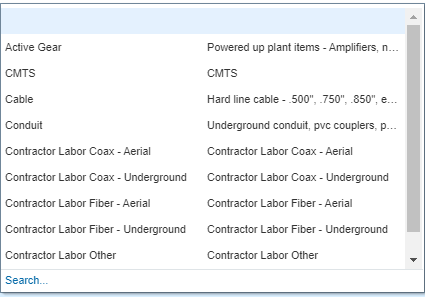 Active Gear Powered up plant items - Amplifiers, n...
CMTS CMTS
Cable Hard line cable - .500", .750", .850", e...
Conduit Underground conduit, pvc couplers, p...
Contractor Labor Coax - Aerial Contractor Labor Coax - Aerial
Contractor Labor Coax - Underground Contractor Labor Coax - Underground
Contractor Labor Fiber - Aerial Contractor Labor Fiber - Aerial
Contractor Labor Fiber - Underground Contractor Labor Fiber - Underground
Contractor Labor Other Contractor Labor Other
Search...